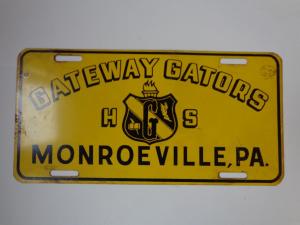 GATEWAY GATORS
H G S
MONROEVILLE, PA.